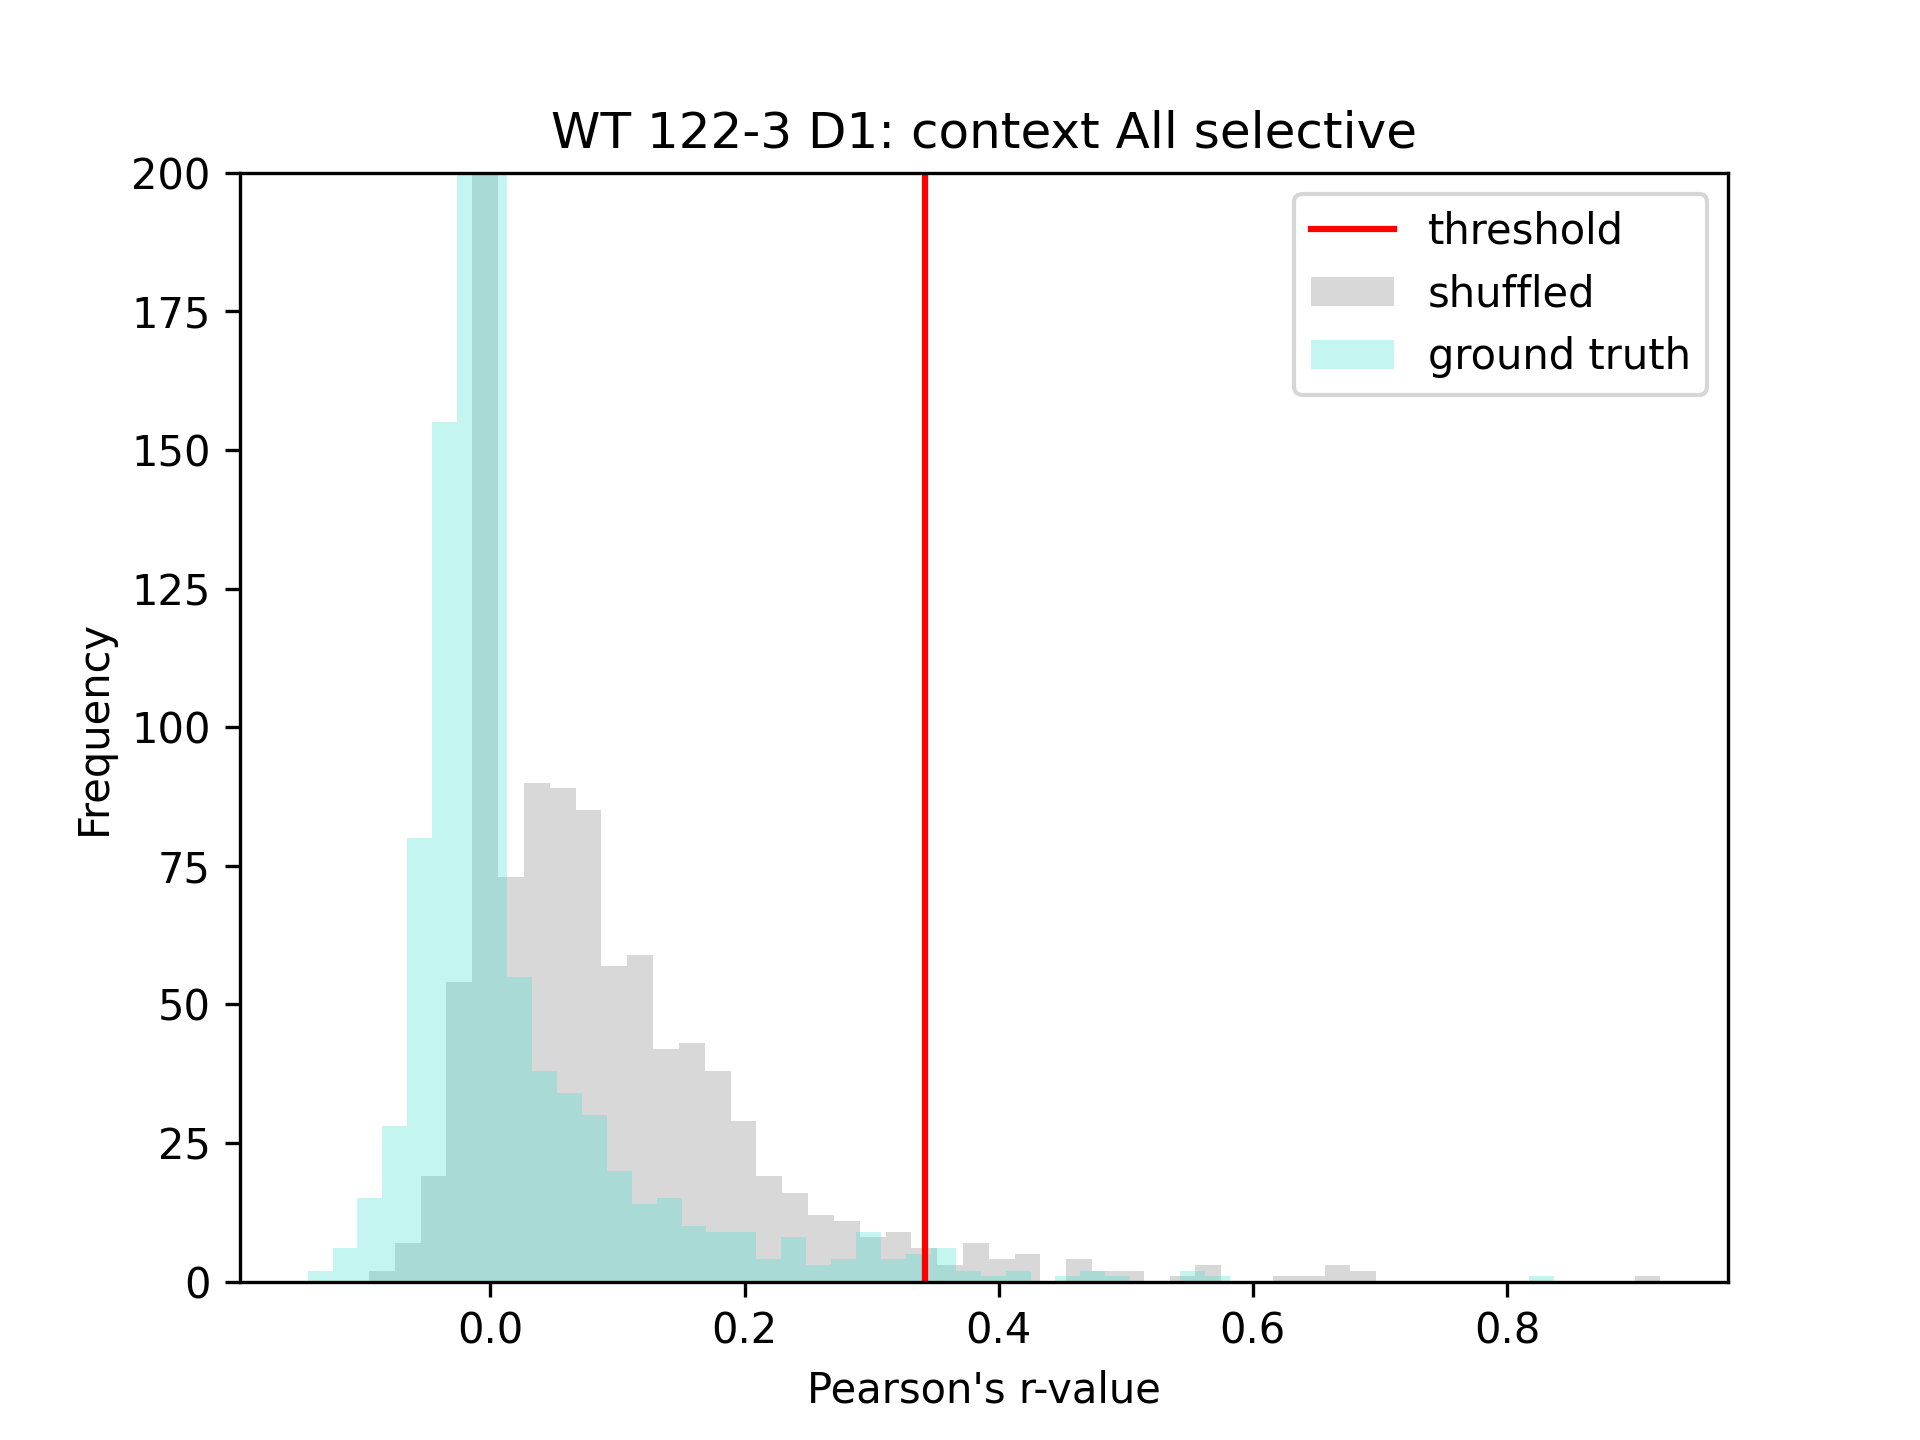 WT 122-3 D1: context All selective
threshold
shuffled
ground truth
200
175
150
125
100
75
50
25
0
Frequency
0.0 0.2 0.4 0.6 0.8
Pearson's r-value